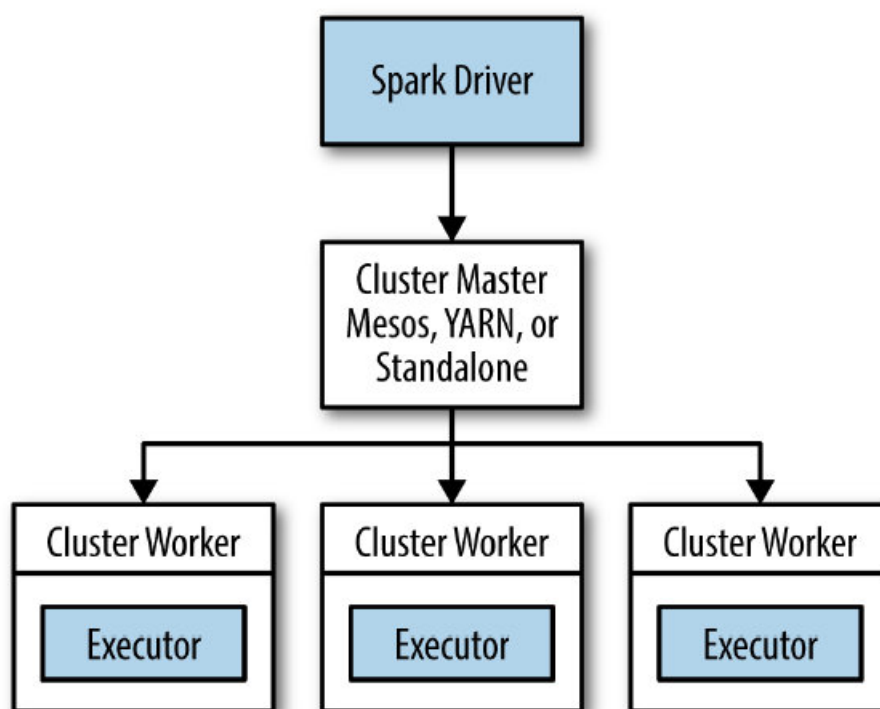 Spark Driver
Cluster Master
Mesos, YARN, or
Standalone
Cluster Worker
Cluster Worker
Cluster Worker
Executor
Executor
Executor